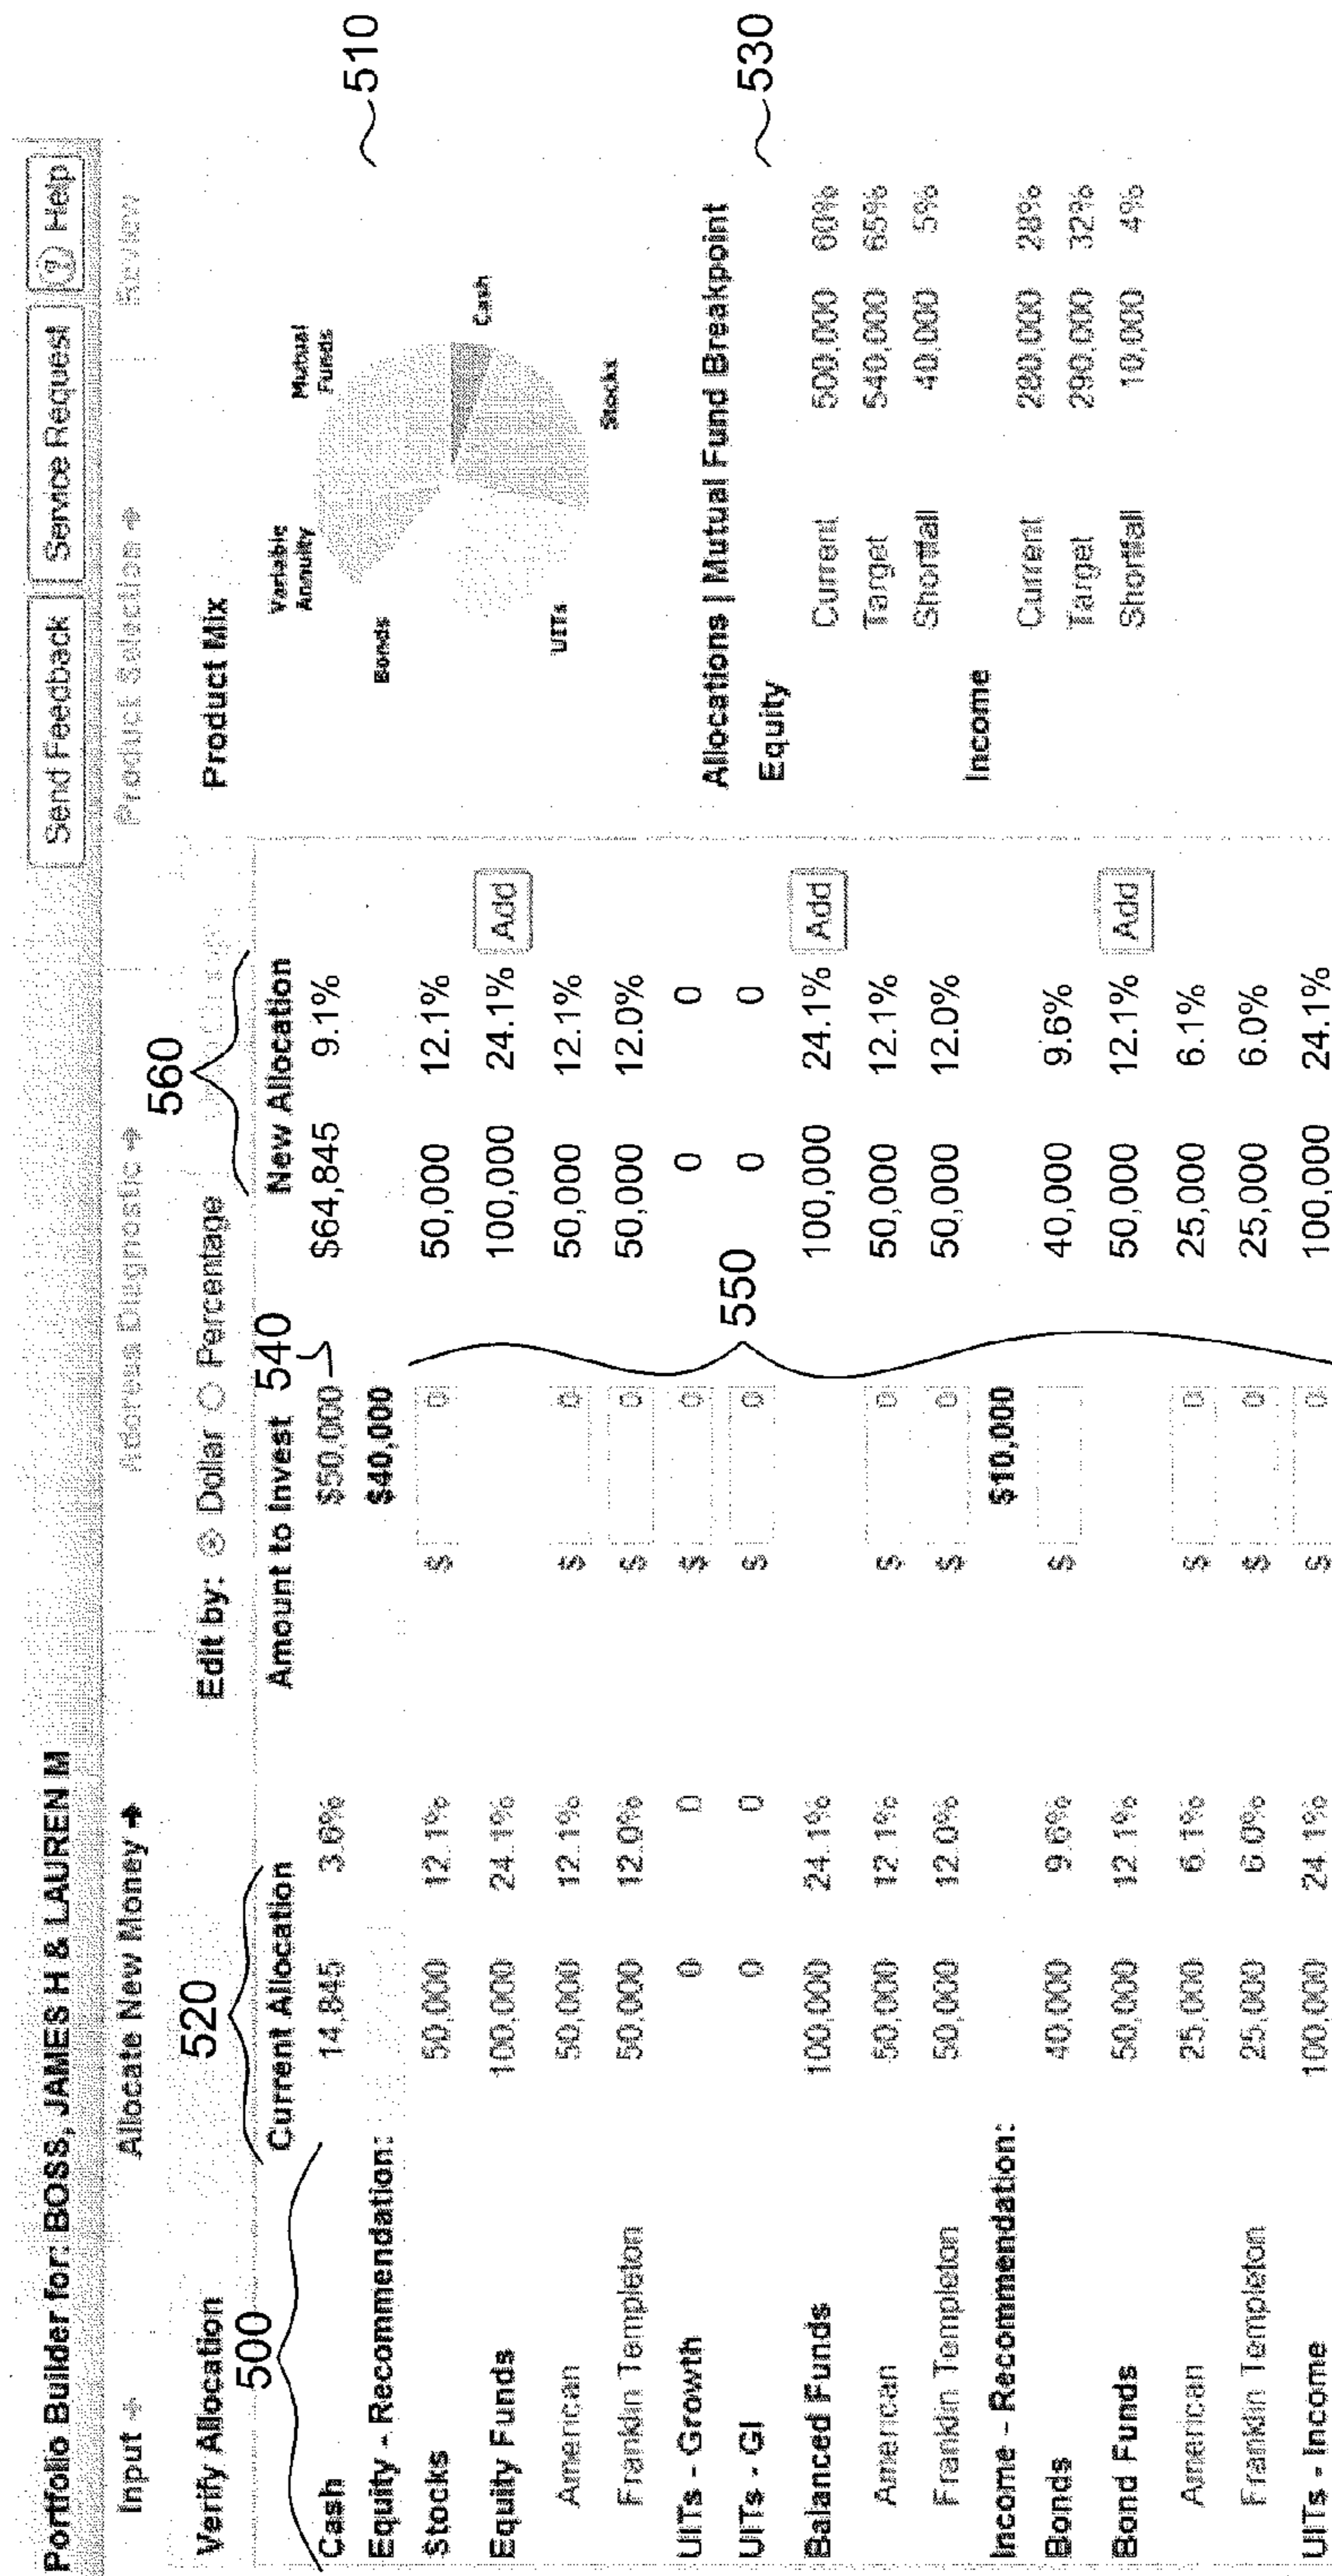 Portfolio Builder for: BOSS, JAMES H & LAUREN M
Send Feedback Service Request ? Help
Input → Allocate New Money → Address Diagnostic → Product Selection → Review
Verify Allocation
Edit by: Dollar Percentage
500 520 540 560
Current Allocation Amount to Invest New Allocation
Cash 14,845 3.6% $50,000 $64,845 9.1%
Equity - Recommendation: $40,000
Stocks 50,000 12.1% $ 0 50,000 12.1%
Equity Funds 100,000 24.1% 100,000 24.1% Add
American 50,000 12.1% $ 0 50,000 12.1%
Franklin Templeton 50,000 12.0% $ 0 50,000 12.0%
UITs - Growth 0 0 $ 0 0 0
UITs - GI 0 0 $ 0 0 0
550
Balanced Funds 100,000 24.1% 100,000 24.1% Add
American 50,000 12.1% $ 0 50,000 12.1%
Franklin Templeton 50,000 12.0% $ 0 50,000 12.0%
Income - Recommendation: $10,000
Bonds 40,000 9.6% $ 40,000 9.6%
Bond Funds 50,000 12.1% 50,000 12.1% Add
American 25,000 6.1% $ 0 25,000 6.1%
Franklin Templeton 25,000 6.0% $ 0 25,000 6.0%
UITs - Income 100,000 24.1% $ 0 100,000 24.1%
Product Mix
510
Variable Annuity
Mutual Funds
Bonds
Cash
UITs
Stocks
Allocations | Mutual Fund Breakpoint
530
Equity
Current 500,000 60%
Target 540,000 65%
Shortfall 40,000 5%
Income
Current 280,000 28%
Target 290,000 32%
Shortfall 10,000 4%